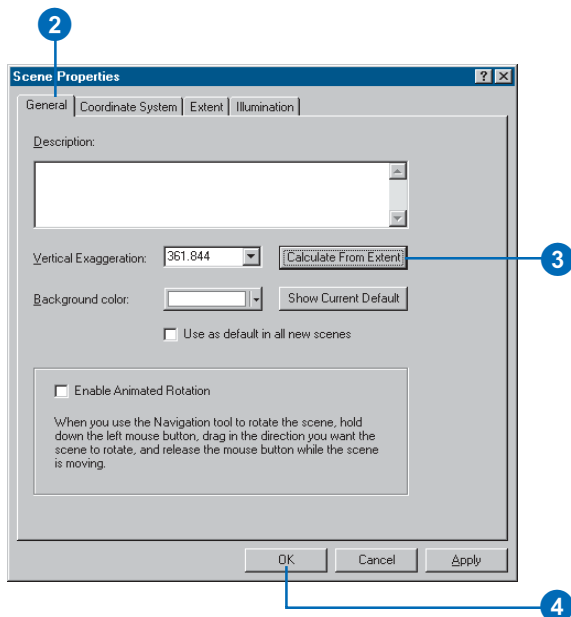 2
Scene Properties
? X
General Coordinate System Extent Illumination
Description:
Vertical Exaggeration: 361.844 Calculate From Extent
3
Background color: Show Current Default
Use as default in all new scenes
Enable Animated Rotation
When you use the Navigation tool to rotate the scene, hold
down the left mouse button, drag in the direction you want the
scene to rotate, and release the mouse button while the scene
is moving.
OK Cancel Apply
4